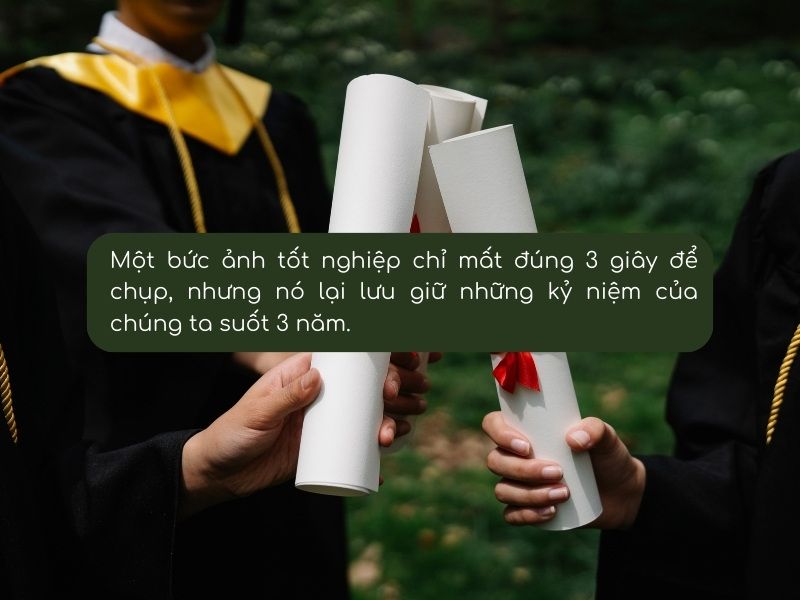 Một bức ảnh tốt nghiệp chỉ mất đúng 3 giây để
chụp, nhưng nó lại lưu giữ những kỷ niệm của
chúng ta suốt 3 năm.